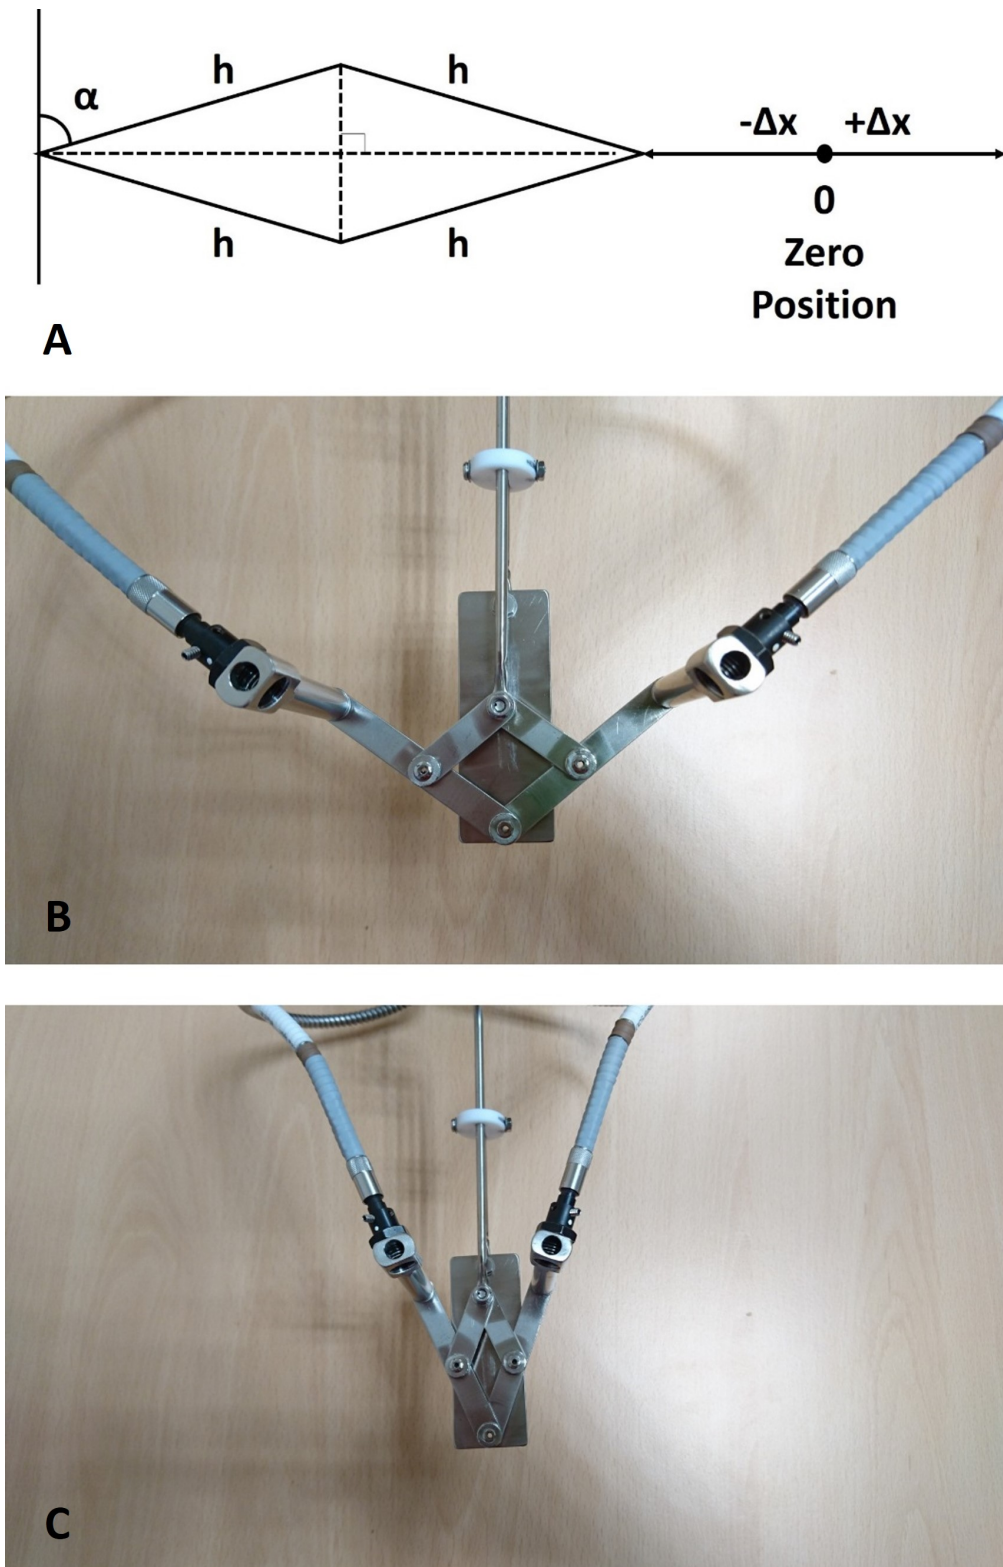 h h
α
-Δx +Δx
0
h h
Zero
Position
A
B
C